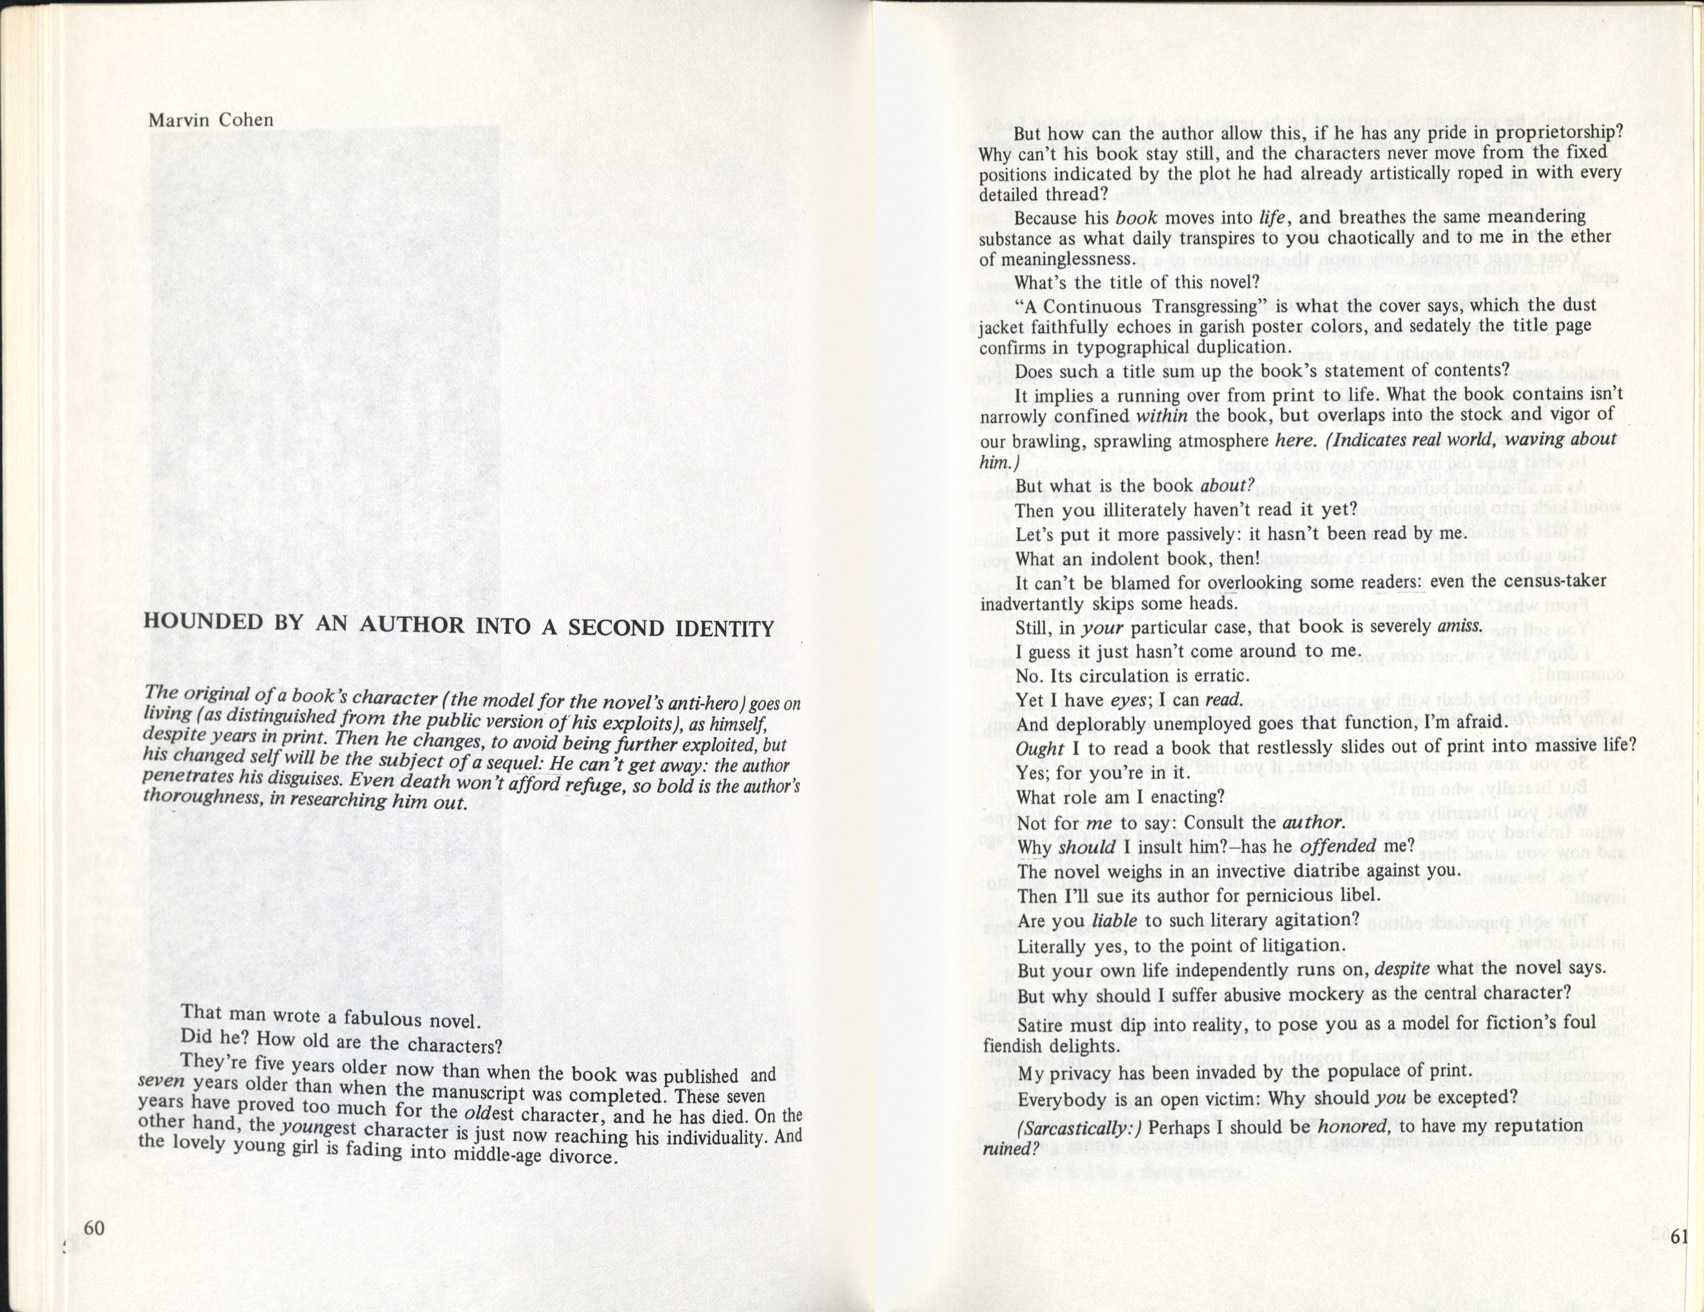 Marvin Cohen
HOUNDED BY AN AUTHOR INTO A SECOND IDENTITY
The original of a book's character (the model for the novel's anti-hero) goes on
living (as distinguished from the public version of his exploits), as himself,
despite years in print. Then he changes, to avoid being further exploited, but
his changed self will be the subject of a sequel: He can't get away: the author
penetrates his disguises. Even death won't afford refuge, so bold is the author's
thoroughness, in researching him out.
That man wrote a fabulous novel.
Did he? How old are the characters?
They're five years older now than when the book was published and
seven years older than when the manuscript was completed. These seven
years have proved too much for the oldest character, and he has died. On the
other hand, the youngest character is just now reaching his individuality. And
the lovely young girl is fading into middle-age divorce.
60
But how can the author allow this, if he has any pride in proprietorship?
Why can't his book stay still, and the characters never move from the fixed
positions indicated by the plot he had already artistically roped in with every
detailed thread?
Because his book moves into life, and breathes the same meandering
substance as what daily transpires to you chaotically and to me in the ether
of meaninglessness.
What's the title of this novel?
“A Continuous Transgressing” is what the cover says, which the dust
jacket faithfully echoes in garish poster colors, and sedately the title page
confirms in typographical duplication.
Does such a title sum up the book's statement of contents?
It implies a running over from print to life. What the book contains isn't
narrowly confined within the book, but overlaps into the stock and vigor of
our brawling, sprawling atmosphere here. (Indicates real world, waving about
him.)
But what is the book about?
Then you illiterately haven't read it yet?
Let's put it more passively: it hasn't been read by me.
What an indolent book, then!
It can't be blamed for overlooking some readers: even the census-taker
inadvertantly skips some heads.
Still, in your particular case, that book is severely amiss.
I guess it just hasn't come around to me.
No. Its circulation is erratic.
Yet I have eyes; I can read.
And deplorably unemployed goes that function, I'm afraid.
Ought I to read a book that restlessly slides out of print into massive life?
Yes; for you're in it.
What role am I enacting?
Not for me to say: Consult the author.
Why should I insult him?—has he offended me?
The novel weighs in an invective diatribe against you.
Then I'll sue its author for pernicious libel.
Are you liable to such literary agitation?
Literally yes, to the point of litigation.
But your own life independently runs on, despite what the novel says.
But why should I suffer abusive mockery as the central character?
Satire must dip into reality, to pose you as a model for fiction's foul
fiendish delights.
My privacy has been invaded by the populace of print.
Everybody is an open victim: Why should you be excepted?
(Sarcastically:) Perhaps I should be honored, to have my reputation
ruined?
61